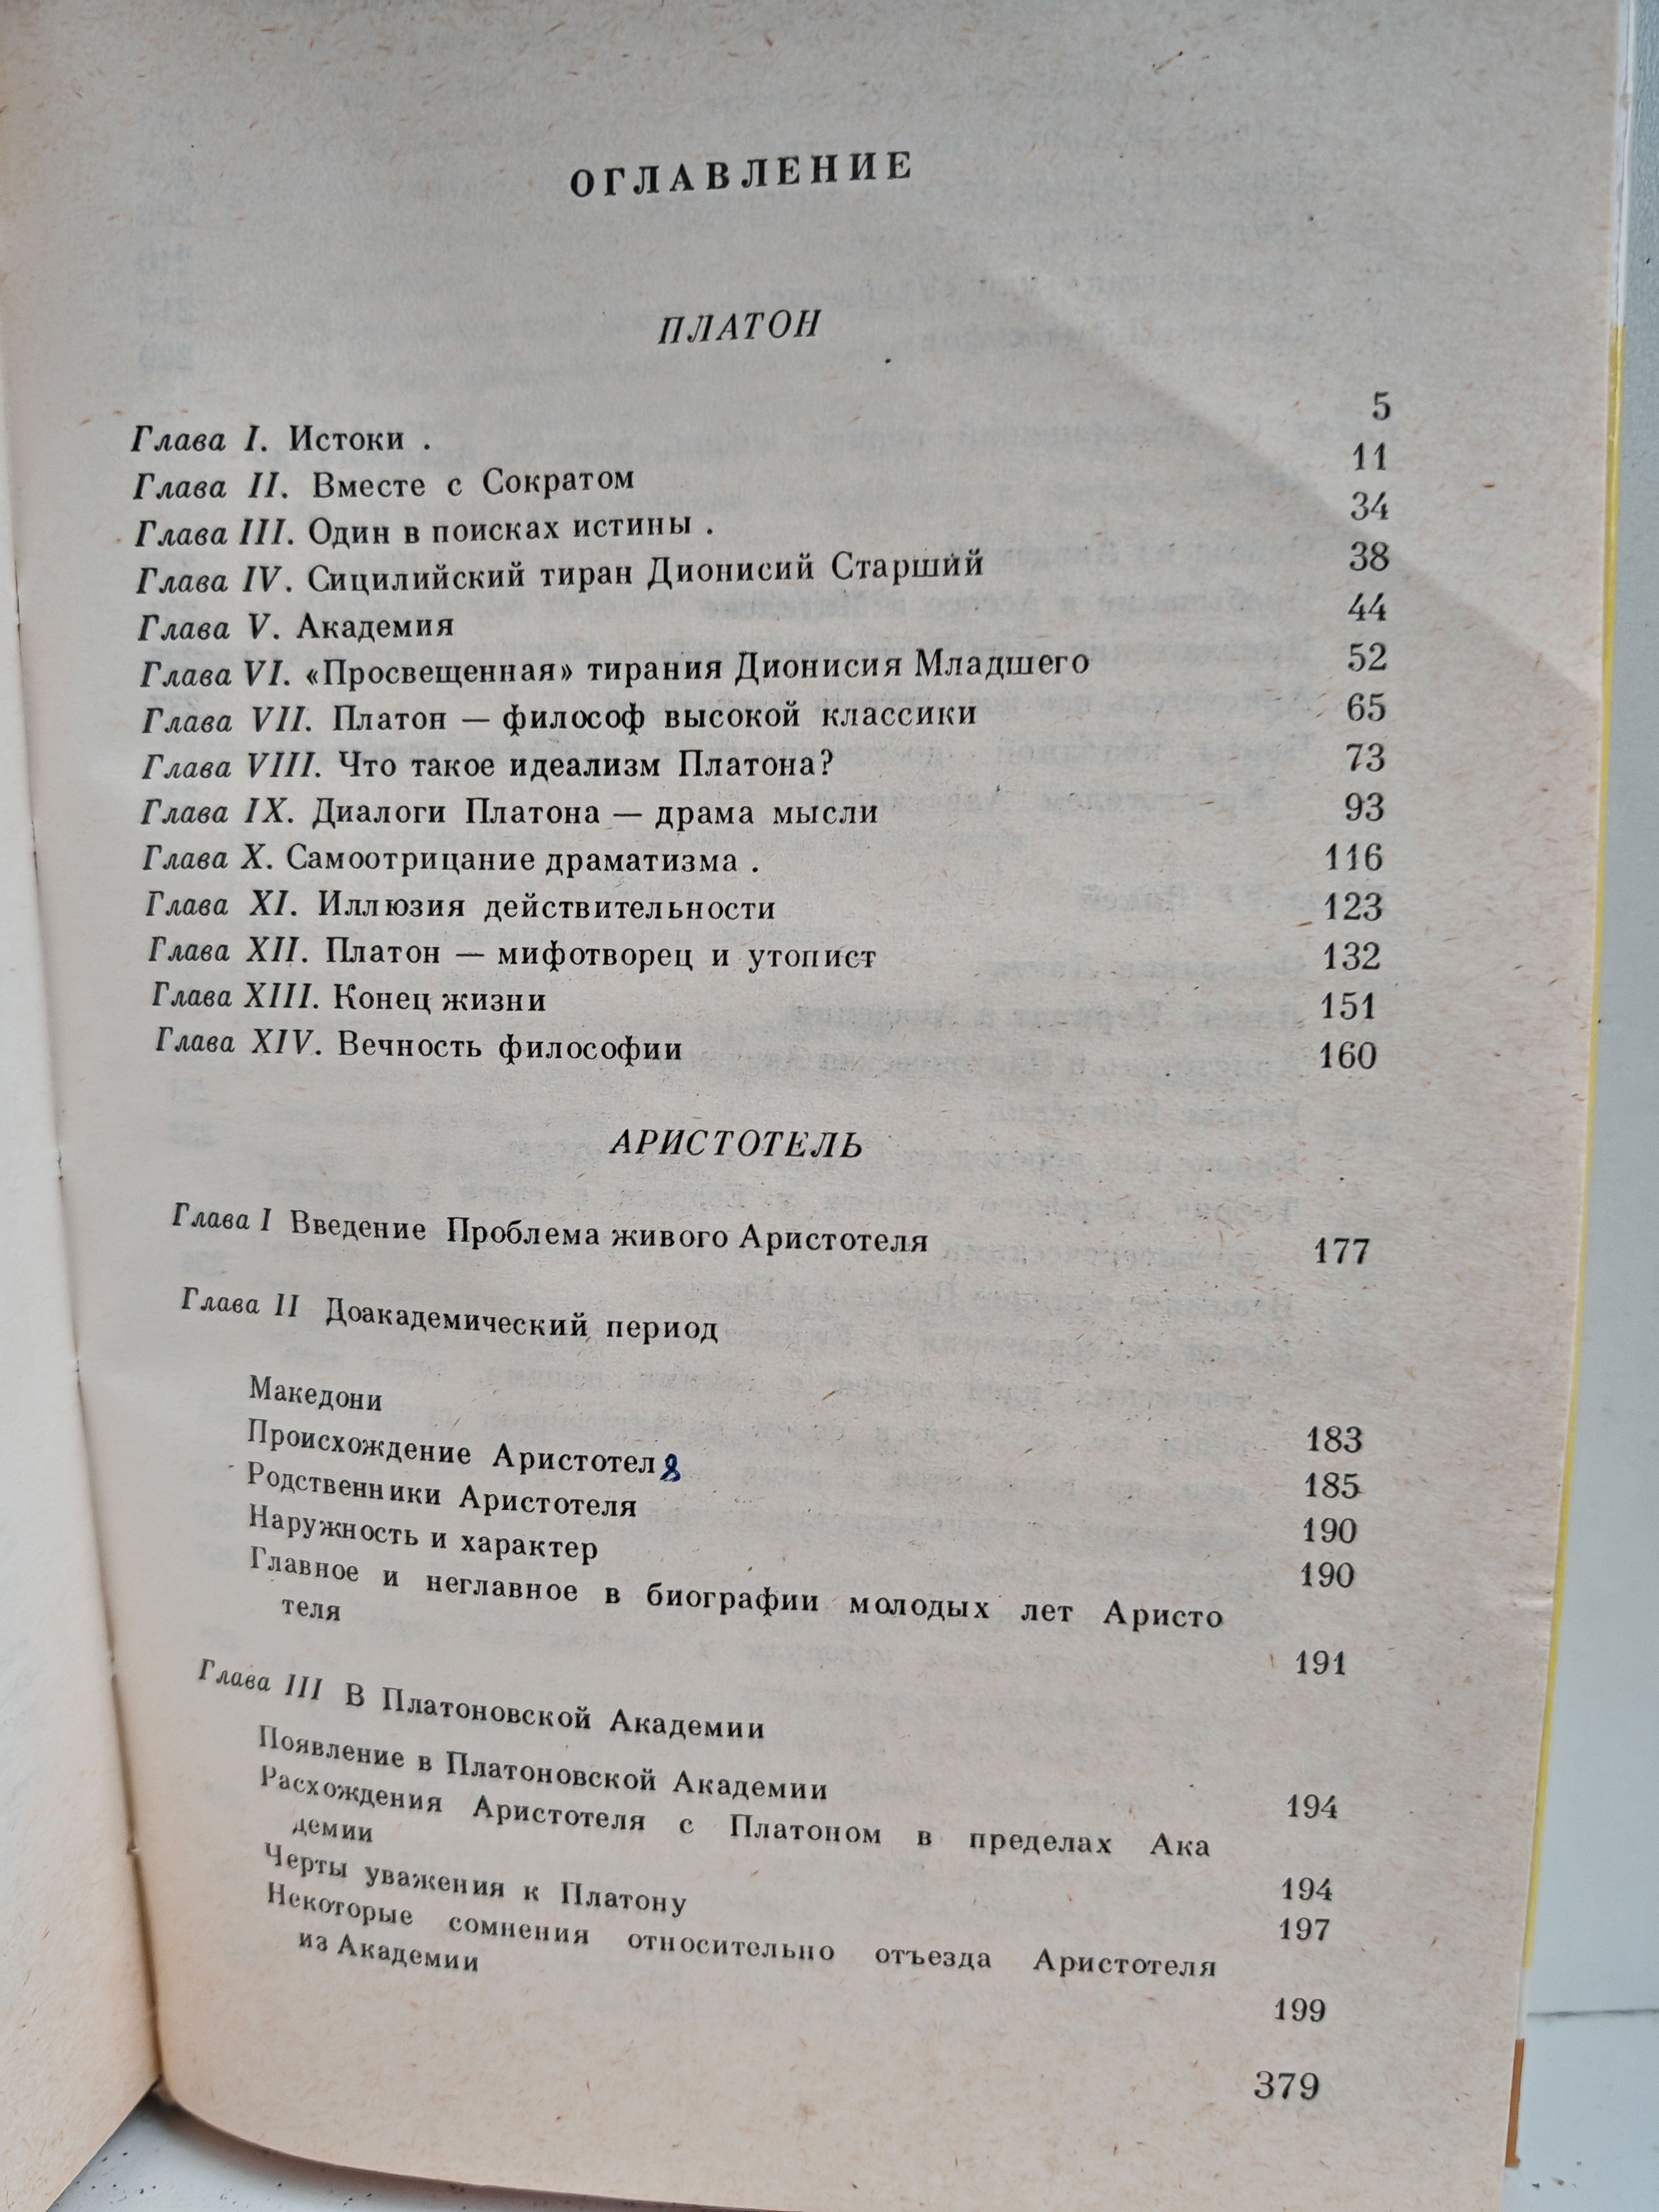 ОГЛАВЛЕНИЕ
ПЛАТОН
Глава I. Истоки . 5
Глава II. Вместе с Сократом 11
Глава III. Один в поисках истины . 34
Глава IV. Сицилийский тиран Дионисий Старший 38
Глава V. Академия 44
Глава VI. «Просвещенная» тирания Дионисия Младшего 52
Глава VII. Платон — философ высокой классики 65
Глава VIII. Что такое идеализм Платона? 73
Глава IX. Диалоги Платона — драма мысли 93
Глава X. Самоотрицание драматизма . 116
Глава XI. Иллюзия действительности 123
Глава XII. Платон — мифотворец и утопист 132
Глава XIII. Конец жизни 151
Глава XIV. Вечность философии 160
АРИСТОТЕЛЬ
Глава I Введение Проблема живого Аристотеля 177
Глава II Доакадемический период
Македони 183
Происхождение Аристотел 185
Родственники Аристотеля 190
Наружность и характер 190
Главное и неглавное в биографии молодых лет Аристо
теля 191
Глава III В Платоновской Академии
Появление в Платоновской Академии 194
Расхождения Аристотеля с Платоном в пределах Ака
демии 194
Черты уважения к Платону 197
Некоторые сомнения относительно отъезда Аристотеля
из Академии 199
379